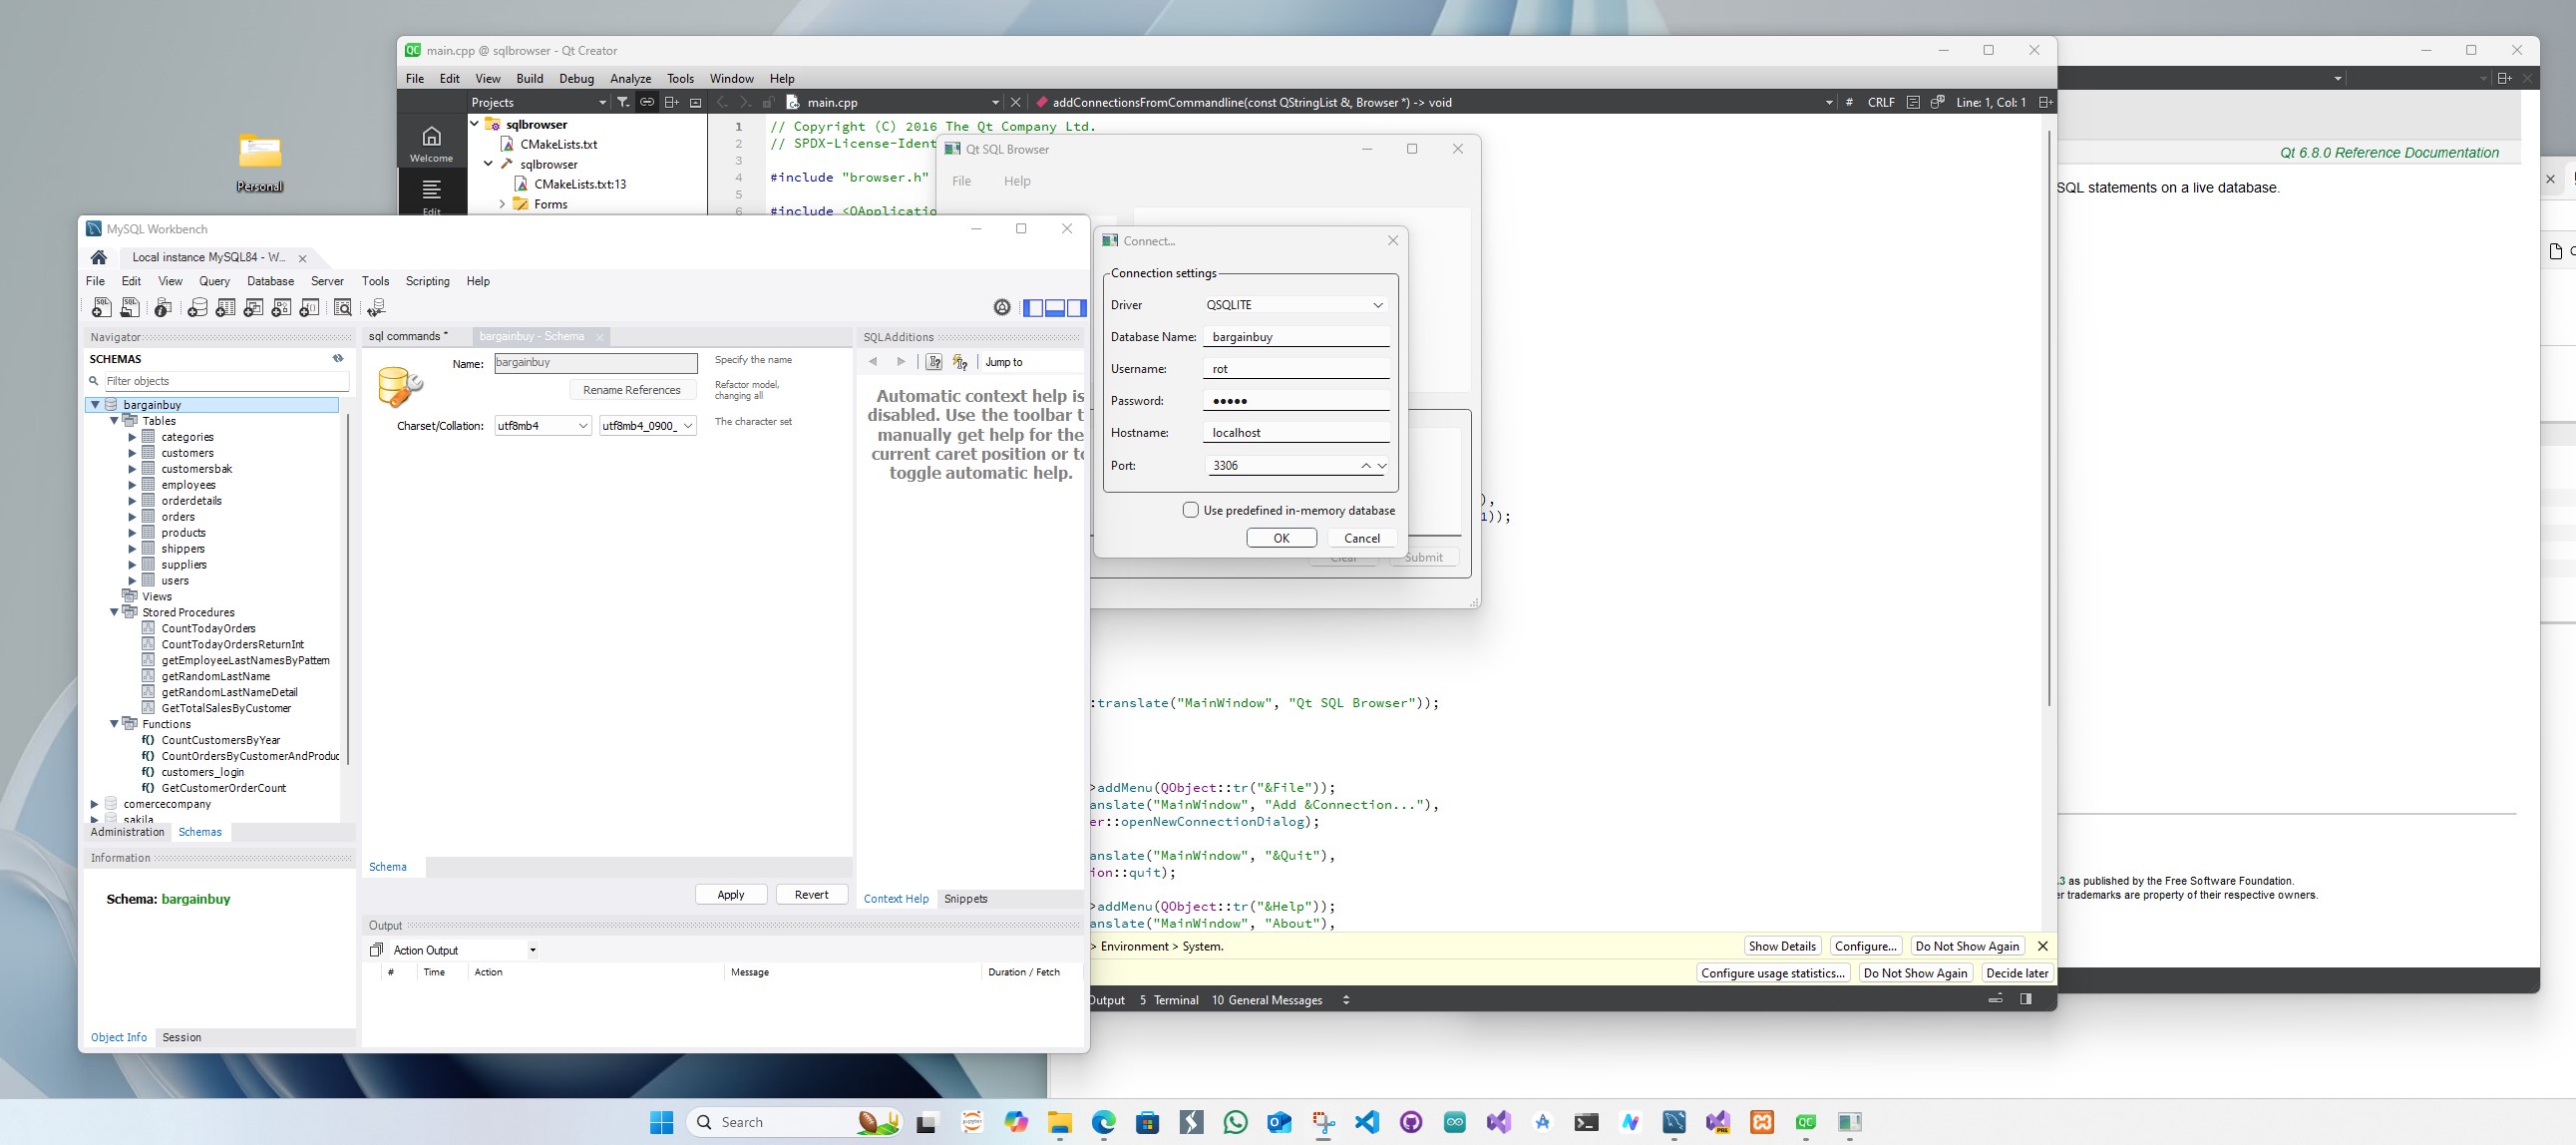 Personal
main.cpp @ sqlbrowser - Qt Creator
File Edit View Build Debug Analyze Tools Window Help
Projects
main.cpp
addConnectionsFromCommandline(const QStringList &, Browser *) -> void
# CRLF Line: 1, Col: 1
Welcome
Edit
sqlbrowser
CMakeLists.txt
sqlbrowser
CMakeLists.txt:13
Forms
1 // Copyright (C) 2016 The Qt Company Ltd.
2 // SPDX-License-Ident
3
4 #include "browser.h"
5
6 #include <QApplicatio
Qt 6.8.0 Reference Documentation
SQL statements on a live database.
Qt SQL Browser
File Help
Clear Submit
Connect...
Connection settings
Driver QSQLITE
Database Name: bargainbuy
Username: rot
Password: •••••
Hostname: localhost
Port: 3306
Use predefined in-memory database
OK Cancel
),
1));
:translate("MainWindow", "Qt SQL Browser"));
>addMenu(QObject::tr("&File"));
anslate("MainWindow", "Add &Connection..."),
er::openNewConnectionDialog);
anslate("MainWindow", "&Quit"),
ion::quit);
>addMenu(QObject::tr("&Help"));
anslate("MainWindow", "About"),
> Environment > System.
Show Details Configure... Do Not Show Again
Configure usage statistics... Do Not Show Again Decide later
Output 5 Terminal 10 General Messages
.3 as published by the Free Software Foundation.
er trademarks are property of their respective owners.
MySQL Workbench
Local instance MySQL84 - W...
File Edit View Query Database Server Tools Scripting Help
Navigator
SCHEMAS
Filter objects
bargainbuy
Tables
categories
customers
customersbak
employees
orderdetails
orders
products
shippers
suppliers
users
Views
Stored Procedures
CountTodayOrders
CountTodayOrdersReturnInt
getEmployeeLastNamesByPattern
getRandomLastName
getRandomLastNameDetail
GetTotalSalesByCustomer
Functions
f() CountCustomersByYear
f() CountOrdersByCustomerAndProduc
f() customers_login
f() GetCustomerOrderCount
comercecompany
sakila
Administration Schemas
Information
Schema: bargainbuy
Object Info Session
sql commands *
bargainbuy - Schema
Name: bargainbuy
Specify the name
Rename References
Refactor model,
changing all
Charset/Collation: utf8mb4 utf8mb4_0900_
The character set
Schema
Apply Revert
SQLAdditions
Jump to
Automatic context help is
disabled. Use the toolbar t
manually get help for the
current caret position or to
toggle automatic help.
Context Help Snippets
Output
Action Output
# Time Action Message Duration / Fetch
Search